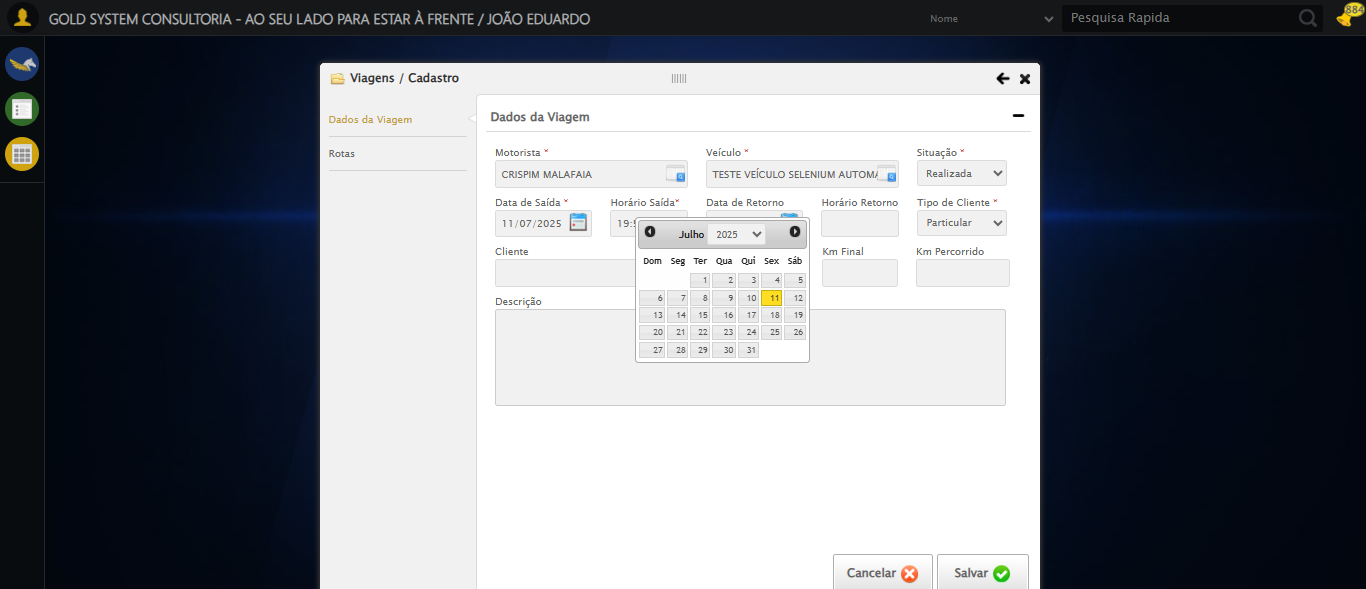 GOLD SYSTEM CONSULTORIA - AO SEU LADO PARA ESTAR À FRENTE / JOÃO EDUARDO
Nome
Pesquisa Rapida
884
Viagens / Cadastro
Dados da Viagem
Rotas
Dados da Viagem
Motorista * Veículo * Situação *
CRISPIM MALAFAIA TESTE VEÍCULO SELENIUM Realizada
Data de Saída * Horário Saída* Data de Retorno Horário Retorno Tipo de Cliente *
11/07/2025 Particular
Julho 2025
Cliente Km Final Km Percorrido
Dom Seg Ter Qua Qui Sex Sáb
1 2 3 4 5
6 7 8 9 10 11 12
13 14 15 16 17 18 19
20 21 22 23 24 25 26
27 28 29 30 31
Descrição
Cancelar Salvar